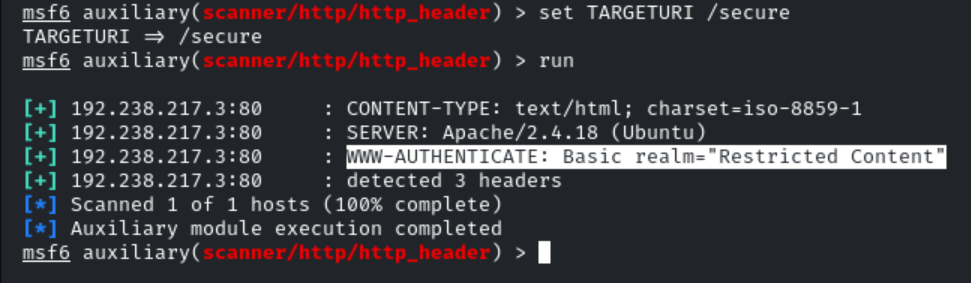 msf6 auxiliary(scanner/http/http_header) > set TARGETURI /secure
TARGETURI => /secure
msf6 auxiliary(scanner/http/http_header) > run
[+] 192.238.217.3:80 : CONTENT-TYPE: text/html; charset=iso-8859-1
[+] 192.238.217.3:80 : SERVER: Apache/2.4.18 (Ubuntu)
[+] 192.238.217.3:80 : WWW-AUTHENTICATE: Basic realm="Restricted Content"
[+] 192.238.217.3:80 : detected 3 headers
[*] Scanned 1 of 1 hosts (100% complete)
[*] Auxiliary module execution completed
msf6 auxiliary(scanner/http/http_header) >